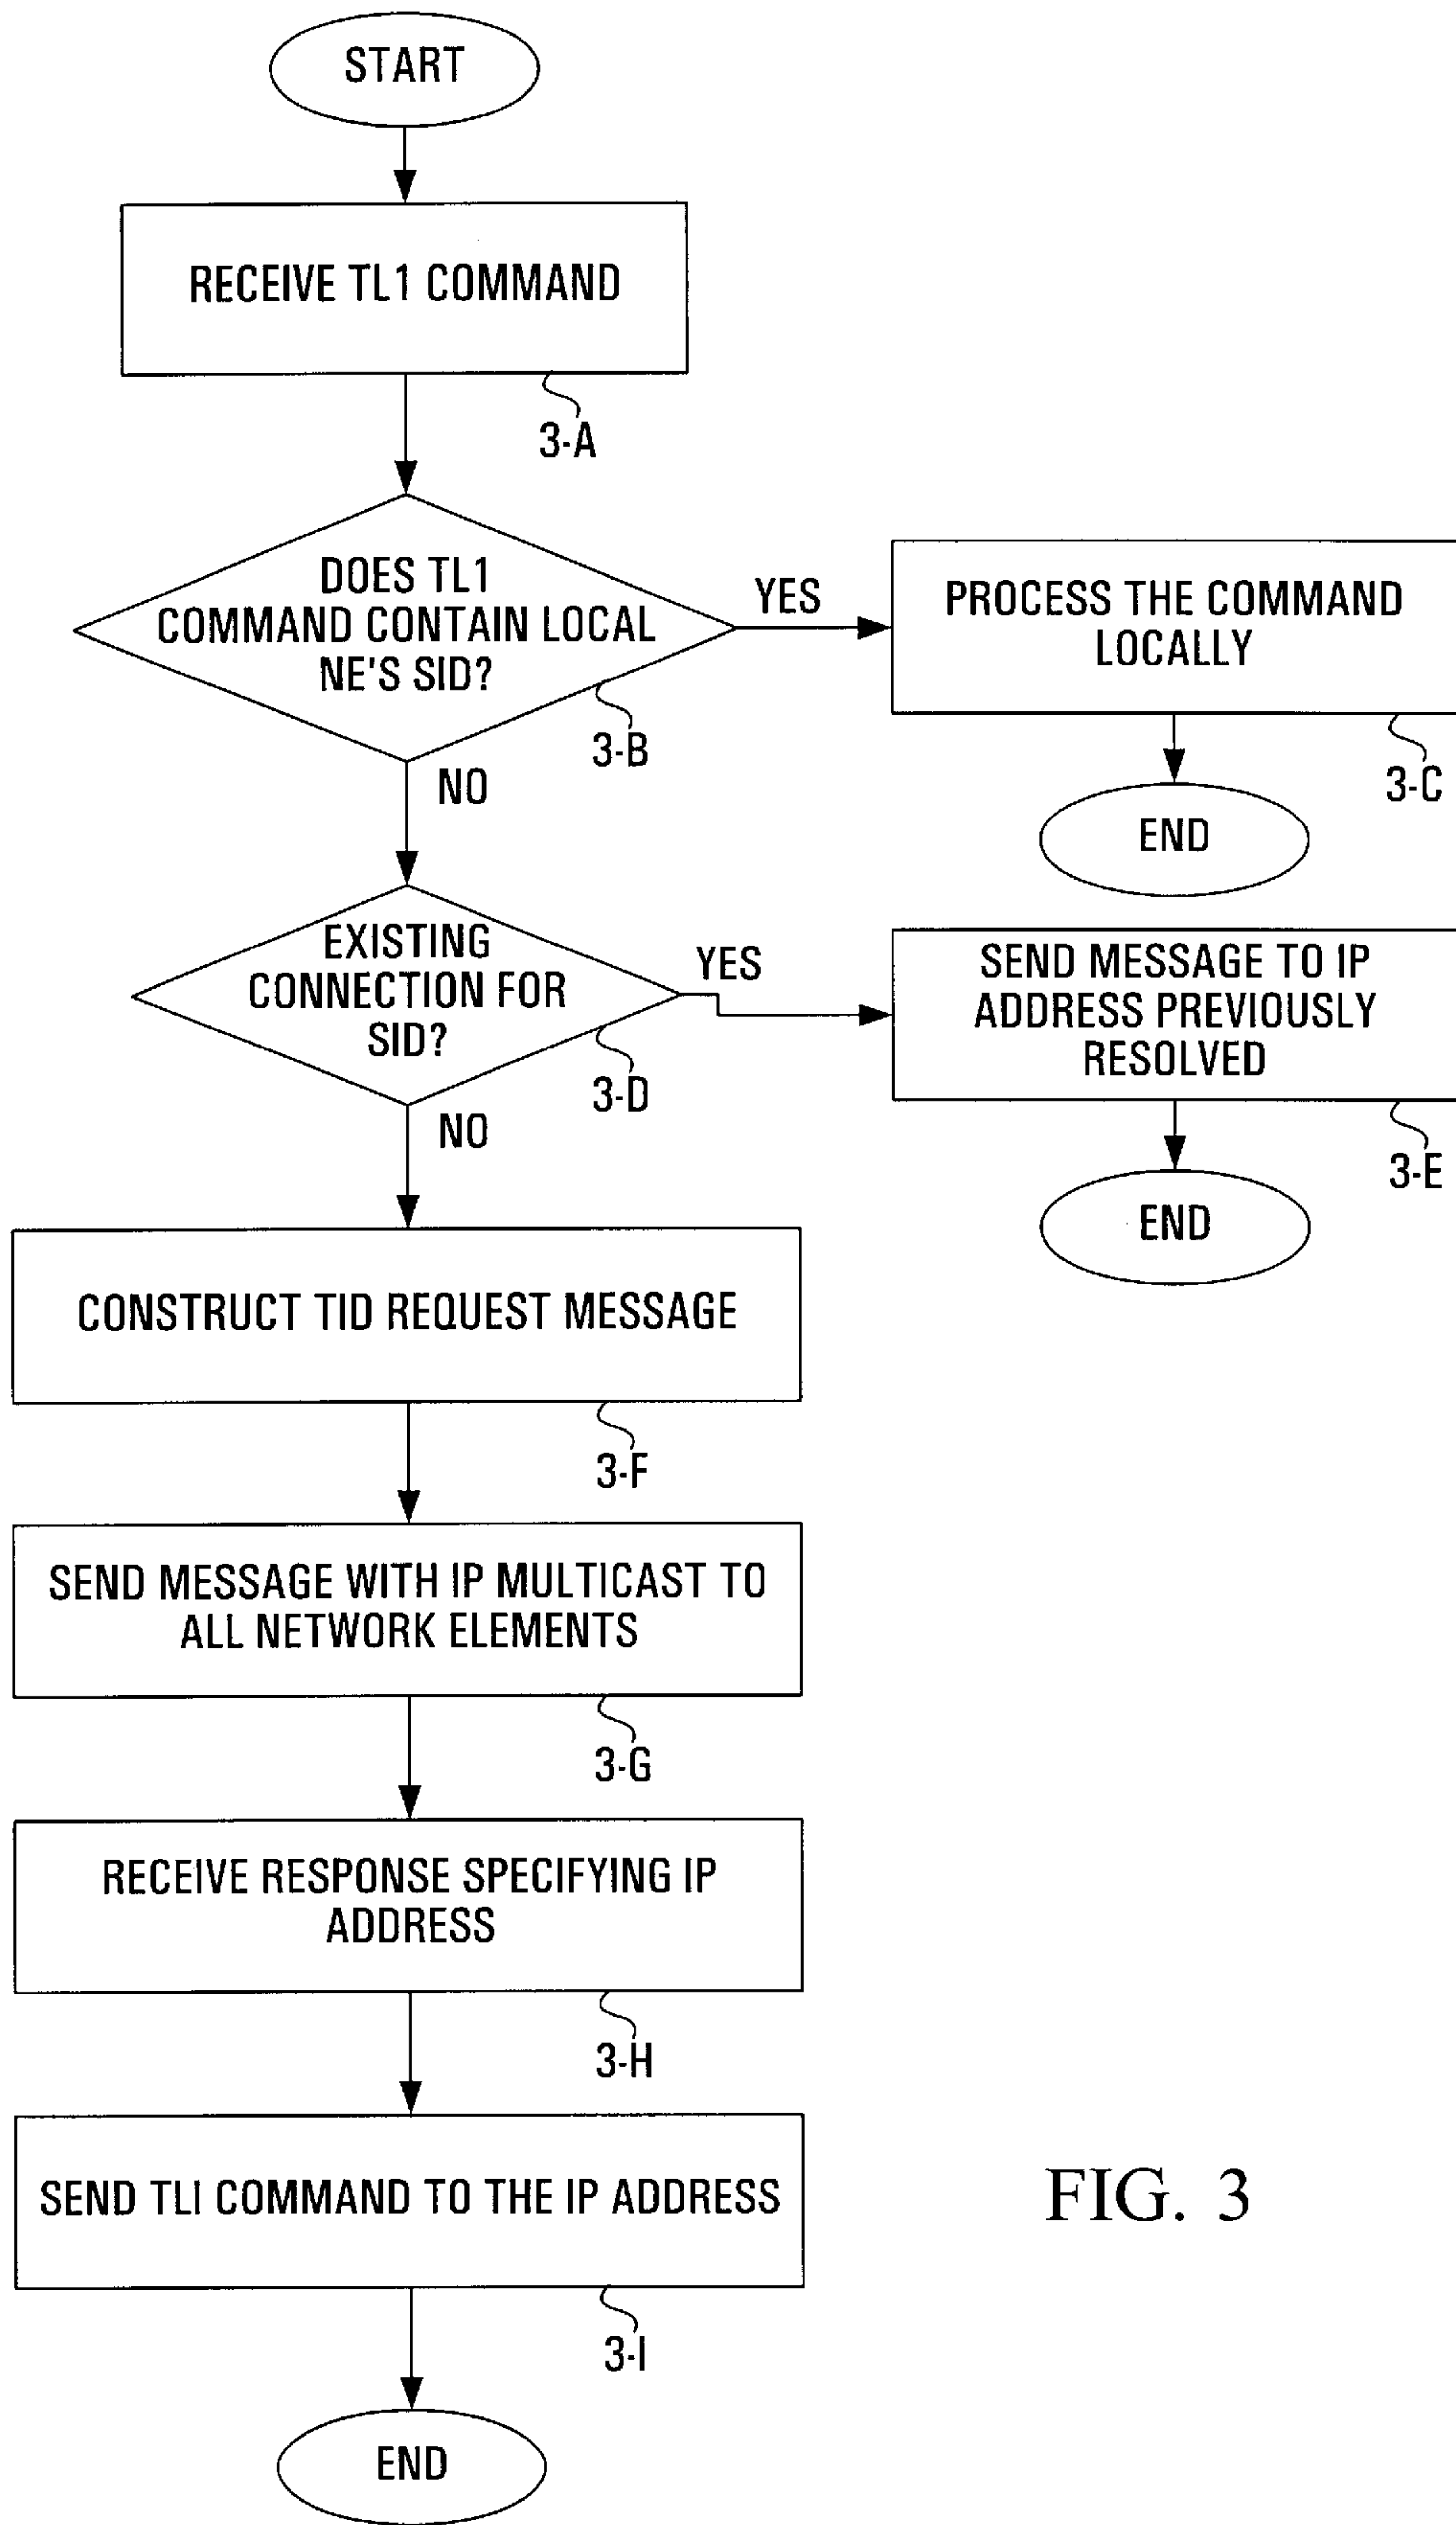 START
RECEIVE TL1 COMMAND
3-A
DOES TL1
COMMAND CONTAIN LOCAL
NE'S SID?
3-B
YES
PROCESS THE COMMAND
LOCALLY
3-C
END
NO
EXISTING
CONNECTION FOR
SID?
3-D
YES
SEND MESSAGE TO IP
ADDRESS PREVIOUSLY
RESOLVED
3-E
END
NO
CONSTRUCT TID REQUEST MESSAGE
3-F
SEND MESSAGE WITH IP MULTICAST TO
ALL NETWORK ELEMENTS
3-G
RECEIVE RESPONSE SPECIFYING IP
ADDRESS
3-H
SEND TLI COMMAND TO THE IP ADDRESS
3-I
END
FIG. 3